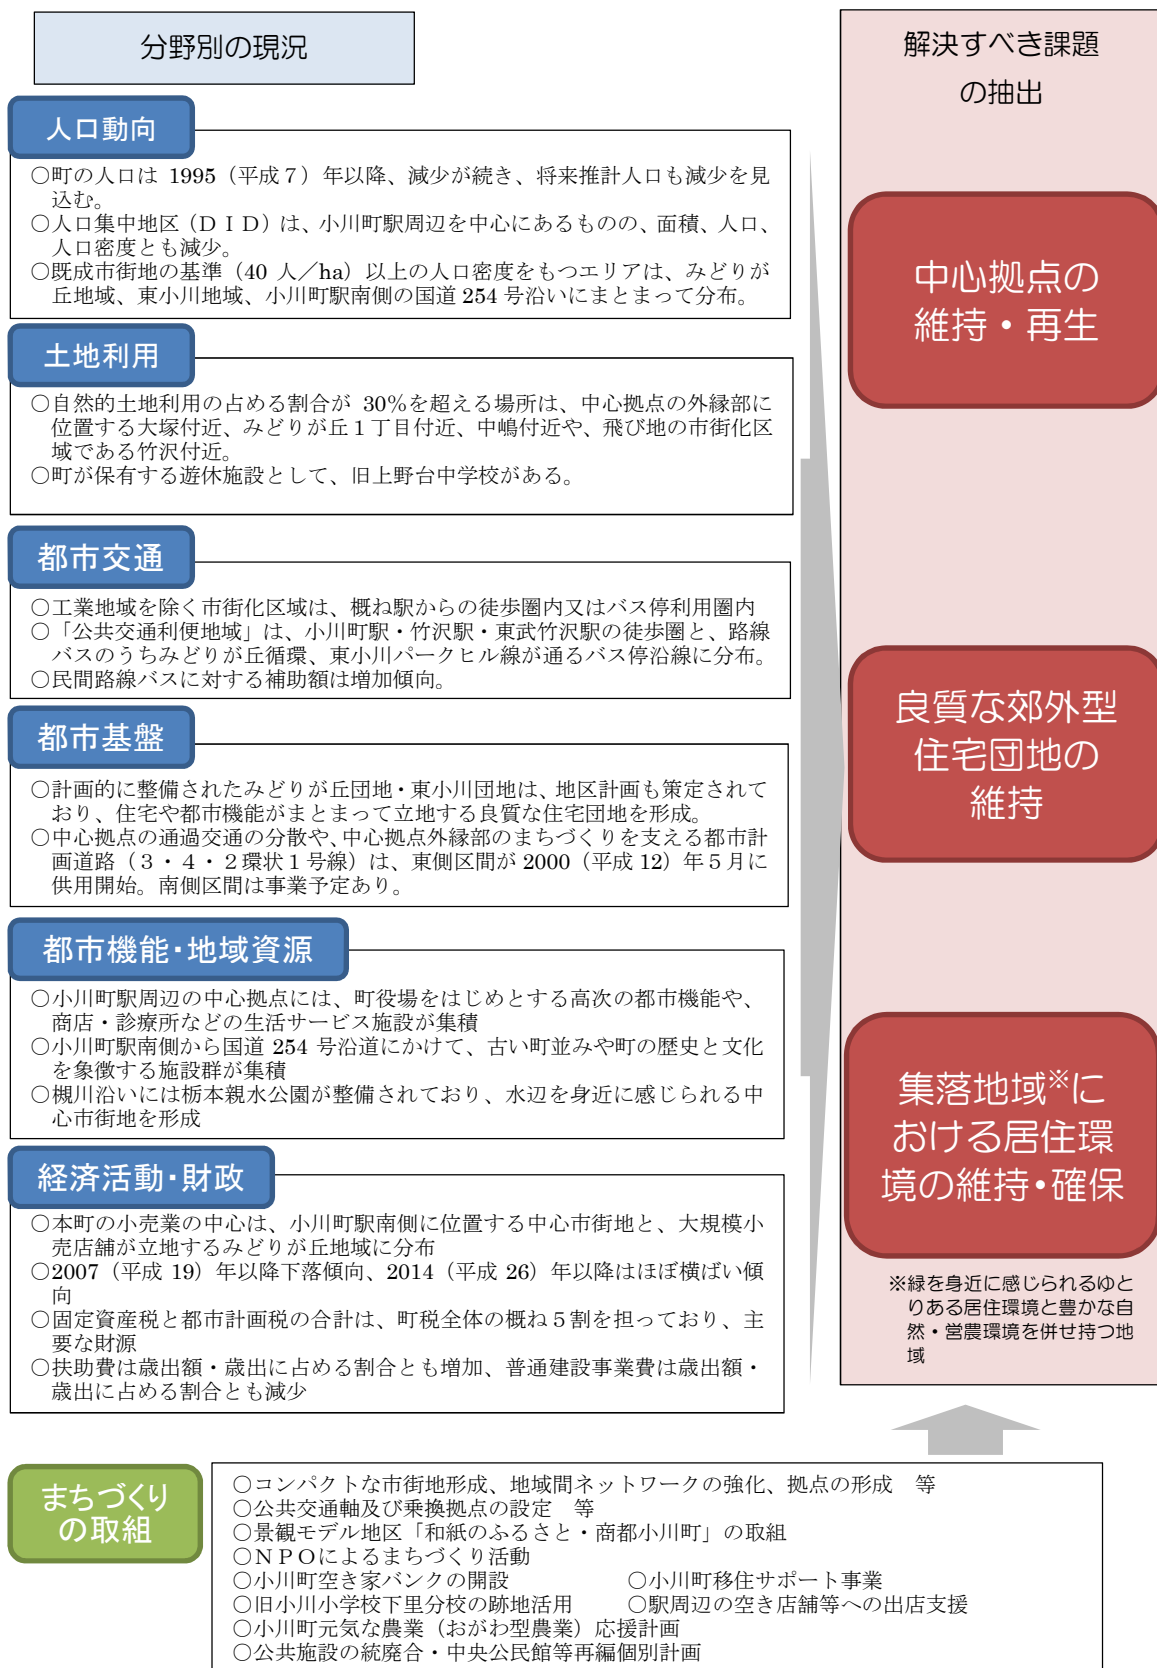 分野別の現況
人口動向
○町の人口は 1995（平成７）年以降、減少が続き、将来推計人口も減少を見
込む。
○人口集中地区（ＤＩＤ）は、小川町駅周辺を中心にあるものの、面積、人口、
人口密度とも減少。
○既成市街地の基準（40 人／ha）以上の人口密度をもつエリアは、みどりが
丘地域、東小川地域、小川町駅南側の国道 254 号沿いにまとまって分布。
土地利用
○自然的土地利用の占める割合が 30％を超える場所は、中心拠点の外縁部に
位置する大塚付近、みどりが丘１丁目付近、中嶋付近や、飛び地の市街化区
域である竹沢付近。
○町が保有する遊休施設として、旧上野台中学校がある。
都市交通
○工業地域を除く市街化区域は、概ね駅からの徒歩圏内又はバス停利用圏内
○「公共交通利便地域」は、小川町駅・竹沢駅・東武竹沢駅の徒歩圏と、路線
バスのうちみどりが丘循環、東小川パークヒル線が通るバス停沿線に分布。
○民間路線バスに対する補助額は増加傾向。
都市基盤
○計画的に整備されたみどりが丘団地・東小川団地は、地区計画も策定されて
おり、住宅や都市機能がまとまって立地する良質な住宅団地を形成。
○中心拠点の通過交通の分散や、中心拠点外縁部のまちづくりを支える都市計
画道路（３・４・２環状１号線）は、東側区間が 2000（平成 12）年５月に
供用開始。南側区間は事業予定あり。
都市機能・地域資源
○小川町駅周辺の中心拠点には、町役場をはじめとする高次の都市機能や、
商店・診療所などの生活サービス施設が集積
○小川町駅南側から国道 254 号沿道にかけて、古い町並みや町の歴史と文化
を象徴する施設群が集積
○槻川沿いには栃本親水公園が整備されており、水辺を身近に感じられる中
心市街地を形成
経済活動・財政
○本町の小売業の中心は、小川町駅南側に位置する中心市街地と、大規模小
売店舗が立地するみどりが丘地域に分布
○2007（平成 19）年以降下落傾向、2014（平成 26）年以降はほぼ横ばい傾
向
○固定資産税と都市計画税の合計は、町税全体の概ね５割を担っており、主
要な財源
○扶助費は歳出額・歳出に占める割合とも増加、普通建設事業費は歳出額・
歳出に占める割合とも減少
解決すべき課題
の抽出
中心拠点の
維持・再生
良質な郊外型
住宅団地の
維持
集落地域※に
おける居住環
境の維持・確保
※緑を身近に感じられるゆと
りある居住環境と豊かな自
然・営農環境を併せ持つ地
域
まちづくり
の取組
○コンパクトな市街地形成、地域間ネットワークの強化、拠点の形成　等
○公共交通軸及び乗換拠点の設定　等
○景観モデル地区「和紙のふるさと・商都小川町」の取組
○ＮＰＯによるまちづくり活動
○小川町空き家バンクの開設　○小川町移住サポート事業
○旧小川小学校下里分校の跡地活用　○駅周辺の空き店舗等への出店支援
○小川町元気な農業（おがわ型農業）応援計画
○公共施設の統廃合・中央公民館等再編個別計画